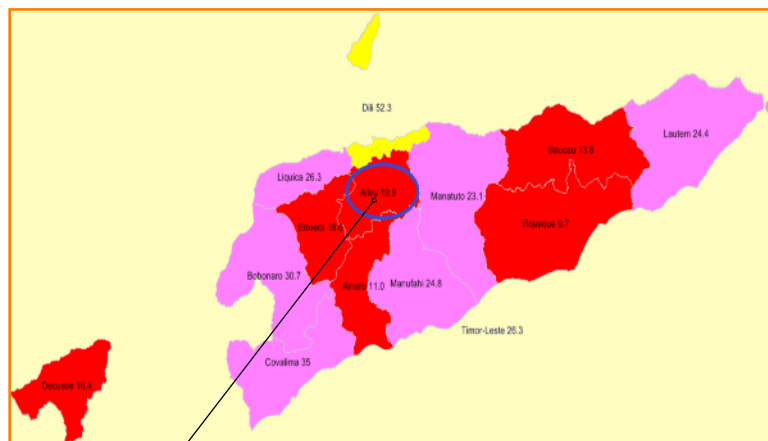 Dili 52.3
Lautem 24.4
Baucau 13.8
Liquica 26.3
Aileu 19.9
Manatuto 23.1
Viqueque 9.7
Ermera 18.6
Bobonaro 30.7
Ainaro 11.0
Manufahi 24.8
Timor-Leste 26.3
Covalima 35
Oecusse 16.4